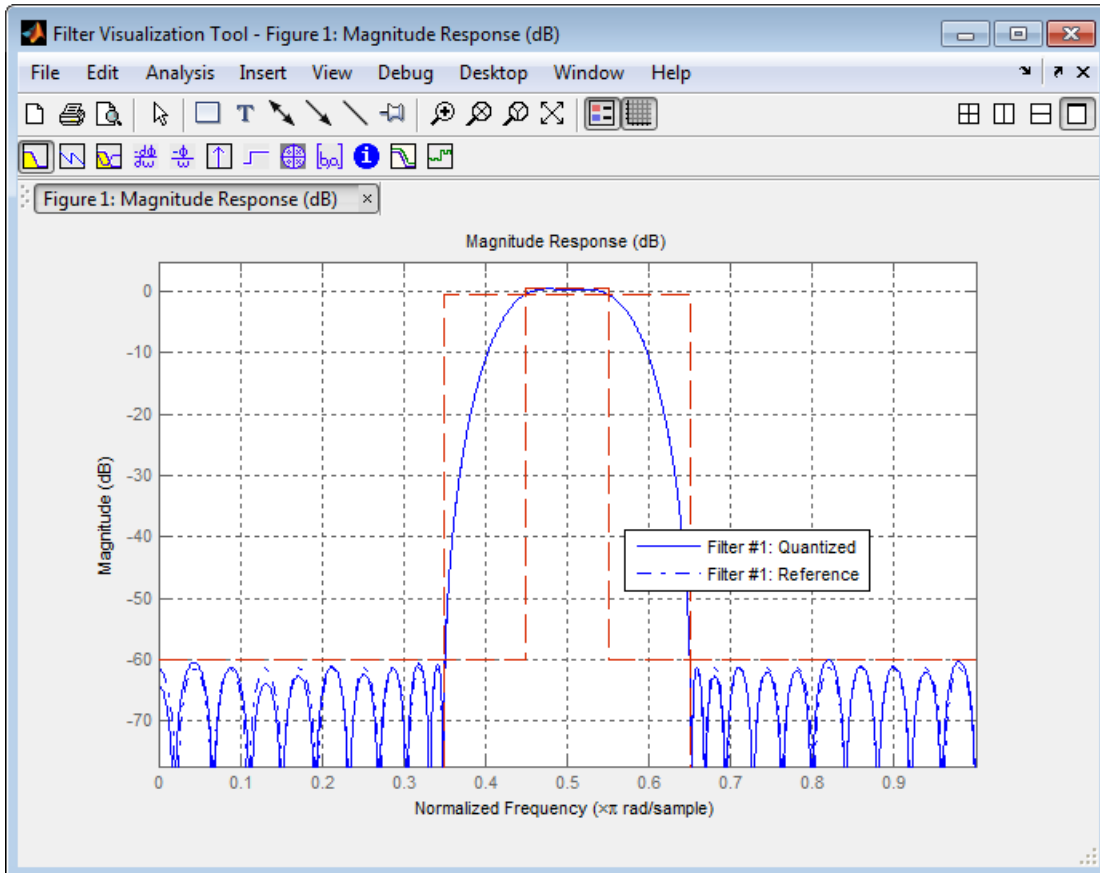 Filter Visualization Tool - Figure 1: Magnitude Response (dB)
File Edit Analysis Insert View Debug Desktop Window Help
T
[b,a] i
Figure 1: Magnitude Response (dB) ×
Magnitude Response (dB)
0
-10
-20
-30
-40
-50
-60
-70
Magnitude (dB)
Filter #1: Quantized
Filter #1: Reference
0 0.1 0.2 0.3 0.4 0.5 0.6 0.7 0.8 0.9
Normalized Frequency (×π rad/sample)